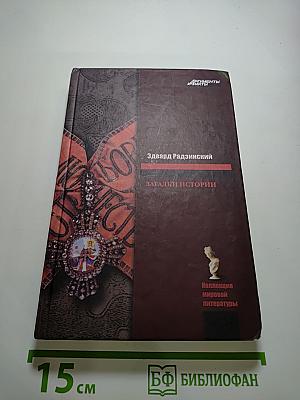 АРГУМЕНТЫ
И ФАКТЫ
Эдвард Радзинский
ЗАГАДКИ ИСТОРИИ
Коллекция
мировой
литературы
15 см
БФ БИБЛИОФАН